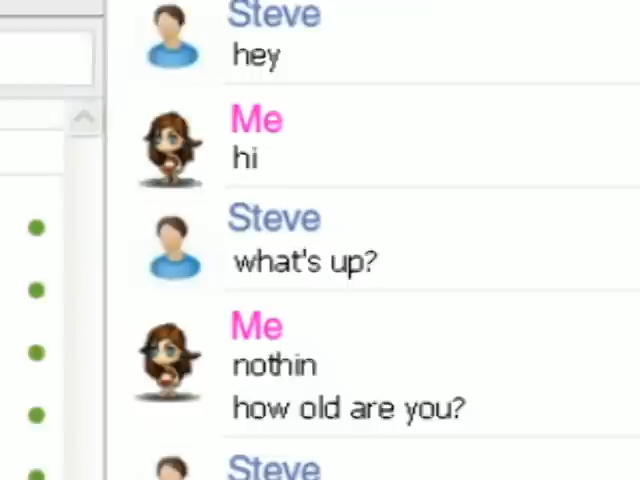 Steve
hey
Me
hi
Steve
what's up?
Me
nothin
how old are you?
Steve